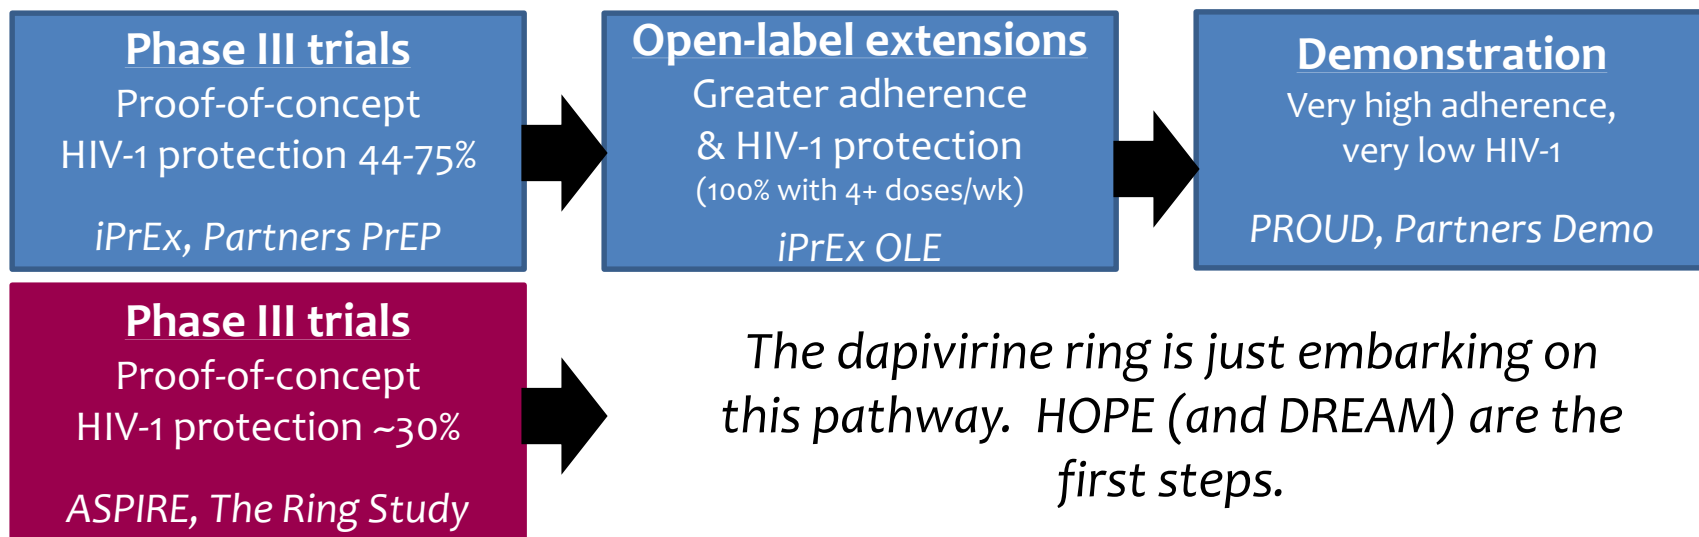 Phase III trials
Proof-of-concept
HIV-1 protection 44-75%
iPrEx, Partners PrEP
Open-label extensions
Greater adherence
& HIV-1 protection
(100% with 4+ doses/wk)
iPrEx OLE
Demonstration
Very high adherence,
very low HIV-1
PROUD, Partners Demo
Phase III trials
Proof-of-concept
HIV-1 protection ~30%
ASPIRE, The Ring Study
The dapivirine ring is just embarking on
this pathway.  HOPE (and DREAM) are the
first steps.